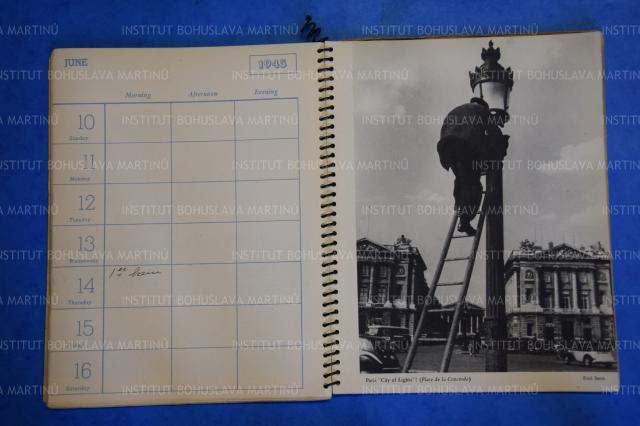 JUNE
1945
Morning Afternoon Evening
10
Sunday
11
Monday
12
Tuesday
13
Wednesday
14
Thursday
1er
15
16
Saturday
Paris "City of Lights"! (Place de la Concorde)
INSTITUT BOHUSLAVA MARTINŮ